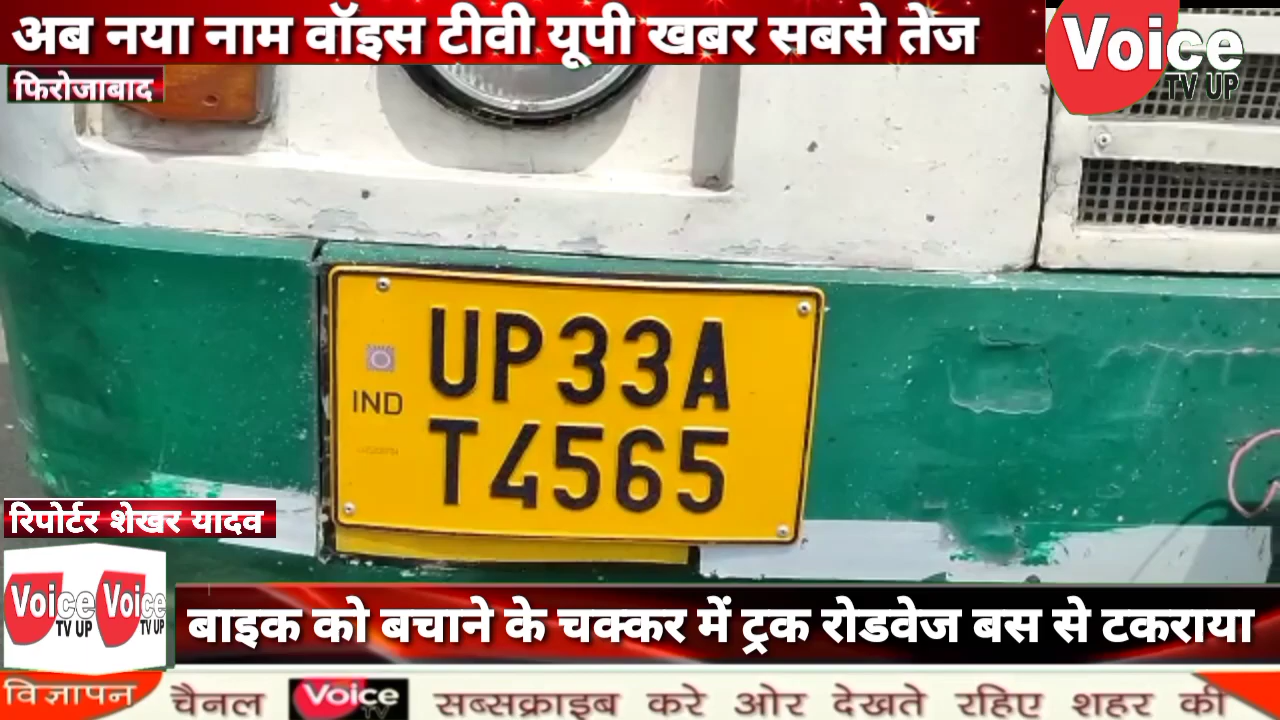 अब नया नाम वॉइस टीवी यूपी खबर सबसे तेज
Voice
TV UP
फिरोजाबाद
UP33A
IND
T4565
रिपोर्टर शेखर यादव
Voice Voice
TV UP TV UP
बाइक को बचाने के चक्कर में ट्रक रोडवेज बस से टकराया
विज्ञापन चैनल Voice TV सब्सक्राइब करे ओर देखते रहिए शहर की